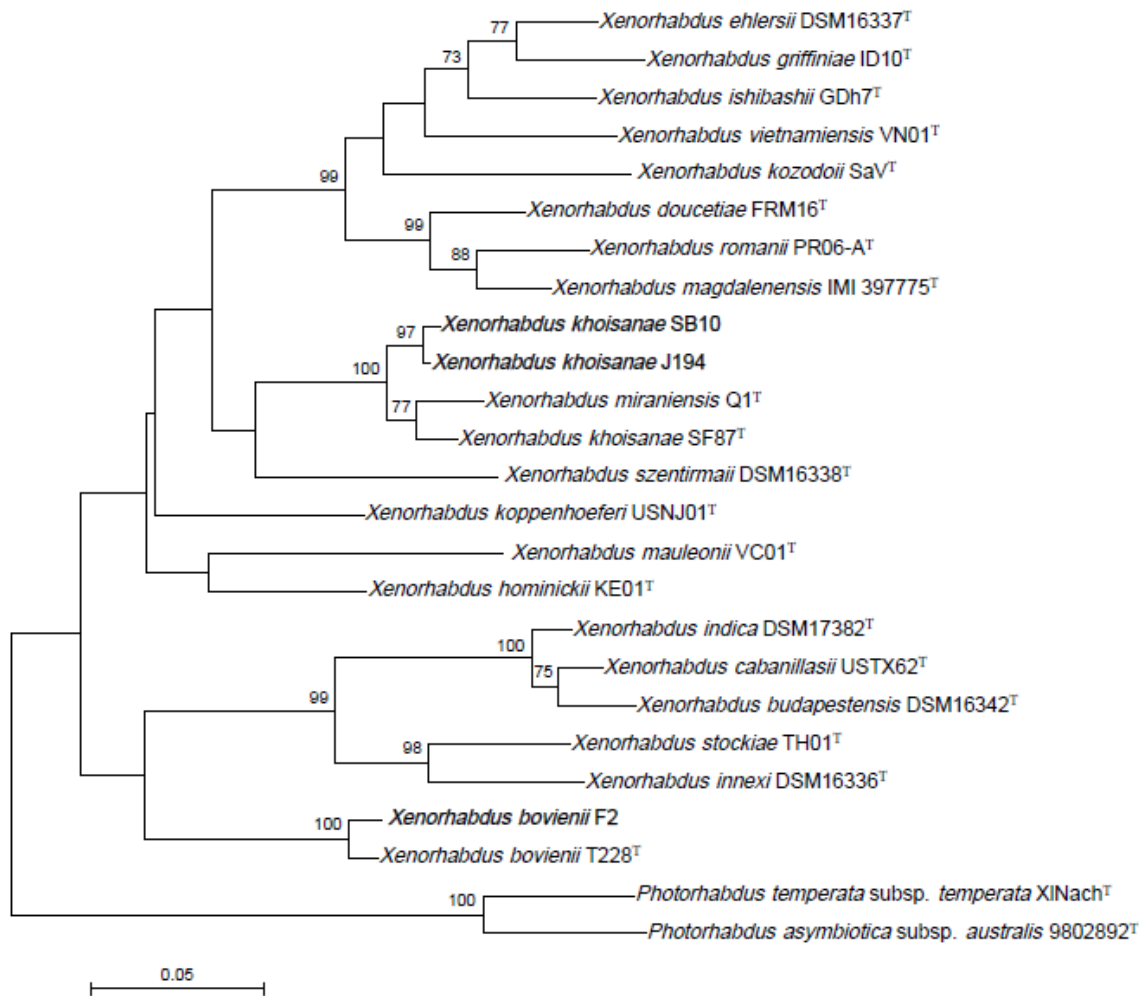 Xenorhabdus ehlersii DSM16337ᵀ
77
Xenorhabdus griffiniae ID10ᵀ
73
Xenorhabdus ishibashii GDh7ᵀ
Xenorhabdus vietnamiensis VN01ᵀ
Xenorhabdus kozodoii SaVᵀ
99
Xenorhabdus doucetiae FRM16ᵀ
99
Xenorhabdus romanii PR06-Aᵀ
88
Xenorhabdus magdalenensis IMI 397775ᵀ
Xenorhabdus khoisanae SB10
97
Xenorhabdus khoisanae J194
100
Xenorhabdus miraniensis Q1ᵀ
77
Xenorhabdus khoisanae SF87ᵀ
Xenorhabdus szentirmaii DSM16338ᵀ
Xenorhabdus koppenhoeferi USNJ01ᵀ
Xenorhabdus mauleonii VC01ᵀ
Xenorhabdus hominickii KE01ᵀ
Xenorhabdus indica DSM17382ᵀ
100
Xenorhabdus cabanillasii USTX62ᵀ
75
Xenorhabdus budapestensis DSM16342ᵀ
99
Xenorhabdus stockiae TH01ᵀ
98
Xenorhabdus innexi DSM16336ᵀ
Xenorhabdus bovienii F2
100
Xenorhabdus bovienii T228ᵀ
Photorhabdus temperata subsp. temperata XlNachᵀ
100
Photorhabdus asymbiotica subsp. australis 9802892ᵀ
0.05